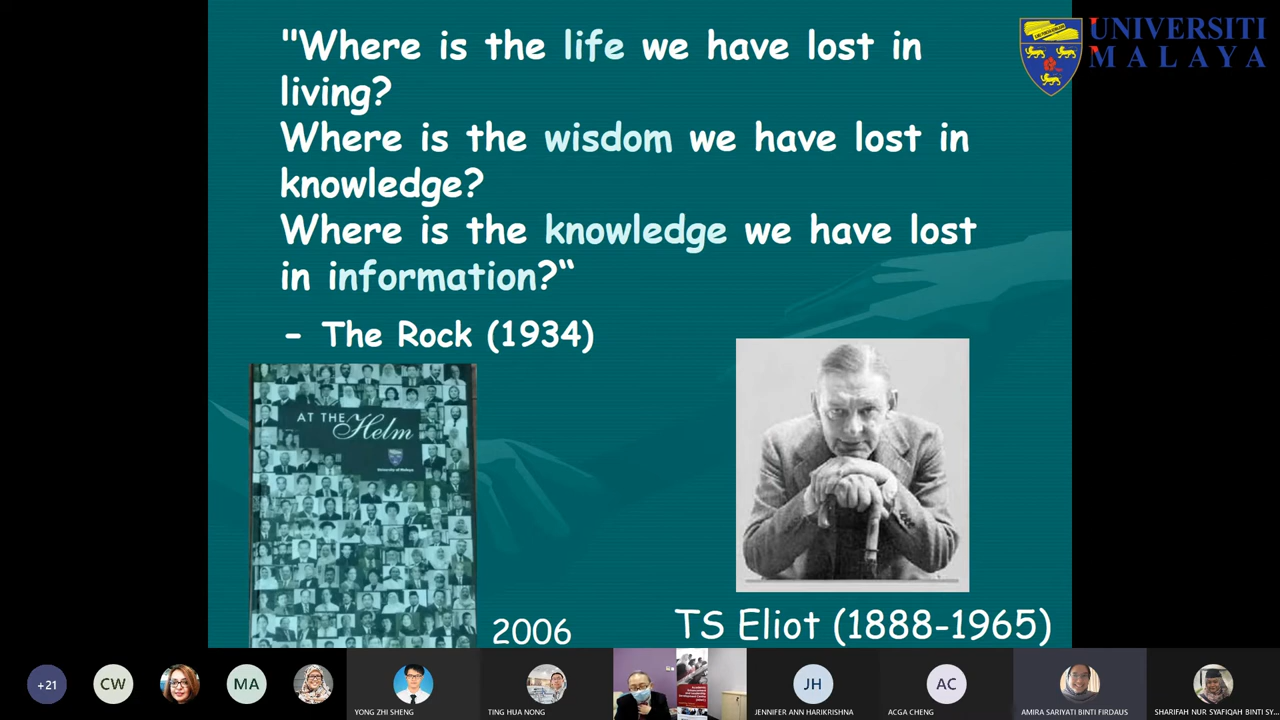 "Where is the life we have lost in
living?
Where is the wisdom we have lost in
knowledge?
Where is the knowledge we have lost
in information?“
- The Rock (1934)
UNIVERSITI
MALAYA
AT THE Helm
University of Malaya
2006
TS Eliot (1888-1965)
+21
CW
MA
JH
AC
YONG ZHI SHENG
TING HUA NONG
JENNIFER ANN HARIKRISHNA
ACGA CHENG
AMIRA SARIYATI BINTI FIRDAUS
SHARIFAH NUR SYAFIQAH BINTI SY...